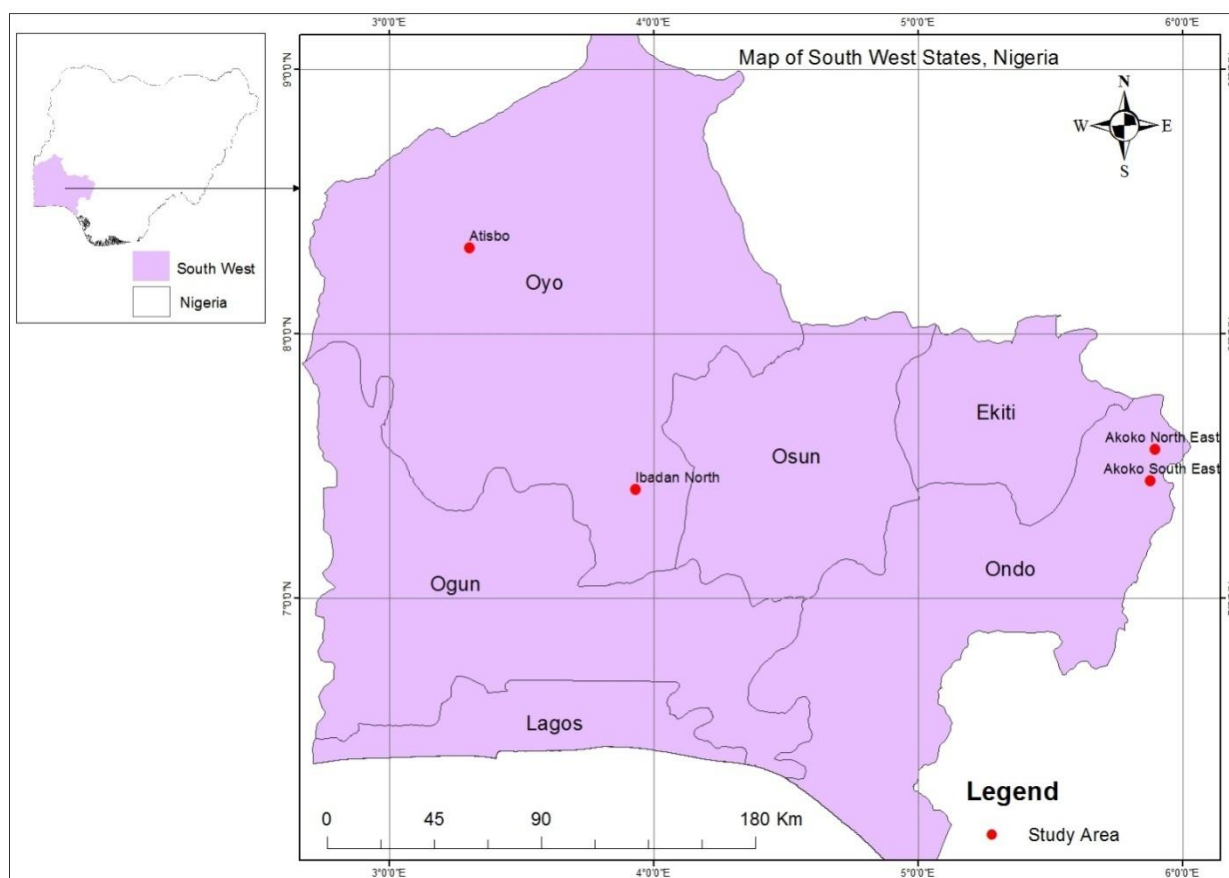 3°0'0"E 4°0'0"E 5°0'0"E 6°0'0"E
Map of South West States, Nigeria
9°0'0"N
N
W E
S
South West
Nigeria
Atisbo
Oyo
8°0'0"N
Ekiti
Akoko North East
Osun
Akoko South East
Ibadan North
Ogun
Ondo
7°0'0"N
Lagos
Legend
0 45 90 180 Km
Study Area
3°0'0"E 4°0'0"E 5°0'0"E 6°0'0"E